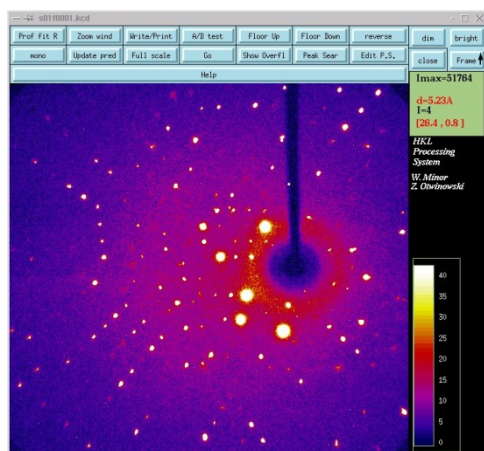 s01f0001.kcd
Prof fit R Zoom wind Write/Print A/D test Floor Up Floor Down reverse dim bright
mono Update pred Full scale Go Show Overfl Peak Sear Edit P.S. close Frame
Help
Imax=51764
d=5.23A
I=4
[26.4 , 0.8 ]
HKL
Processing
System
W. Minor
Z. Otwinowski
40
35
30
25
20
15
10
5
0